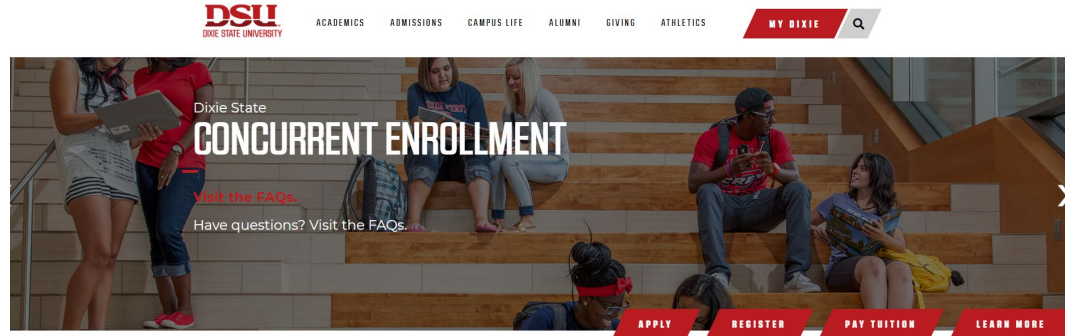 DSU
DIXIE STATE UNIVERSITY
ACADEMICS ADMISSIONS CAMPUS LIFE ALUMNI GIVING ATHLETICS MY DIXIE
Dixie State
CONCURRENT ENROLLMENT
Visit the FAQs.
Have questions? Visit the FAQs.
APPLY REGISTER PAY TUITION LEARN MORE